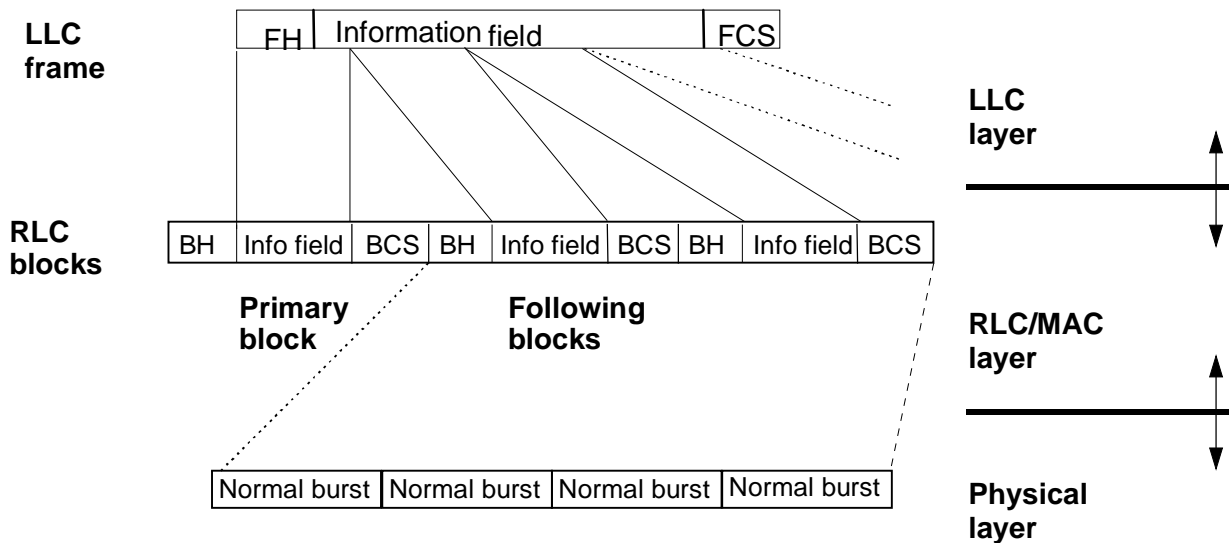 LLC
frame
FH
Information field
FCS
LLC
layer
RLC
blocks
BH
Info field
BCS
BH
Info field
BCS
BH
Info field
BCS
Primary
block
Following
blocks
RLC/MAC
layer
Normal burst
Normal burst
Normal burst
Normal burst
Physical
layer